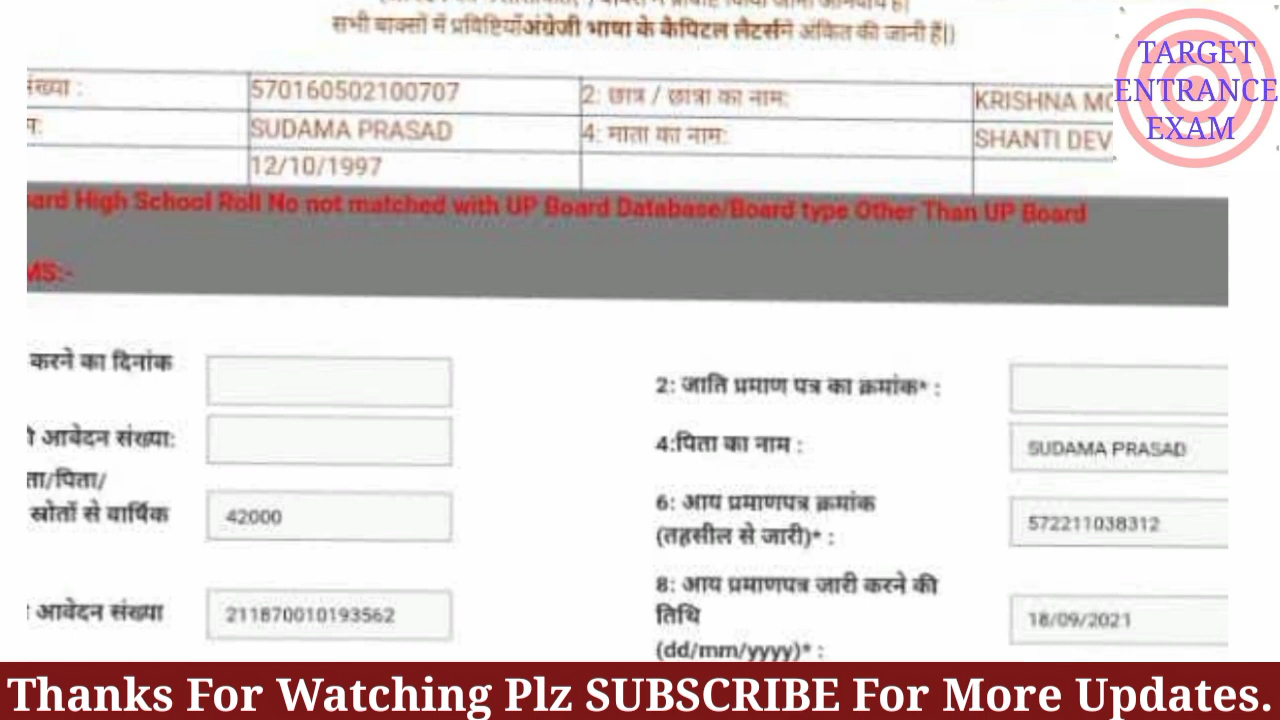 सभी बाक्सों में प्रविष्टियाँअंग्रेजी भाषा के कैपिटल लैटर्समे अंकित की जानी हैं|)
TARGET
ENTRANCE
EXAM
संख्या : 570160502100707 2: छात्र / छात्रा का नाम: KRISHNA MO
म: SUDAMA PRASAD 4: माता का नाम: SHANTI DEV
12/10/1997
oard High School Roll No not matched with UP Board Database/Board type Other Than UP Board
MS:-
करने का दिनांक
2: जाति प्रमाण पत्र का क्रमांक* :
ी आवेदन संख्या:
4:पिता का नाम : SUDAMA PRASAD
ता/पिता/
स्रोतों से वार्षिक 42000
6: आय प्रमाणपत्र क्रमांक
(तहसील से जारी)* : 572211038312
आवेदन संख्या 211870010193562
8: आय प्रमाणपत्र जारी करने की
तिथि 18/09/2021
(dd/mm/yyyy)* :
Thanks For Watching Plz SUBSCRIBE For More Updates.